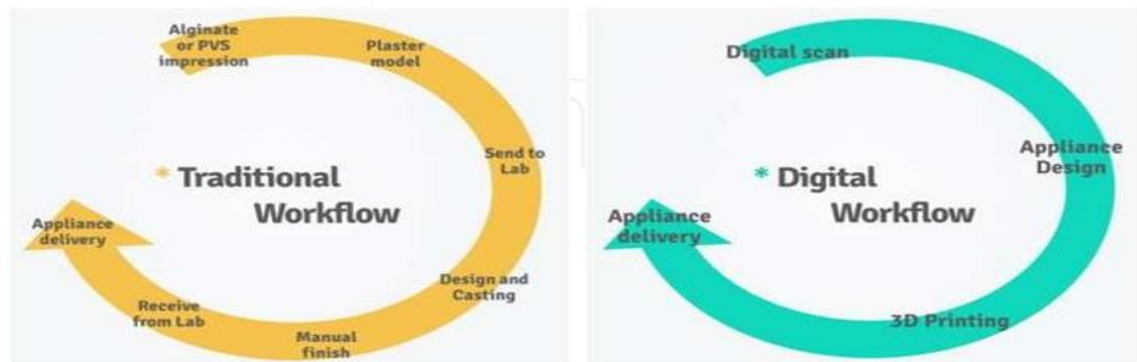 Alginate
or PVS
impression
Plaster
model
Send to
Lab
Design and
Casting
Manual
finish
Receive
from Lab
Appliance
delivery
* Traditional
Workflow
Digital scan
Appliance
Design
3D Printing
Appliance
delivery
* Digital
Workflow